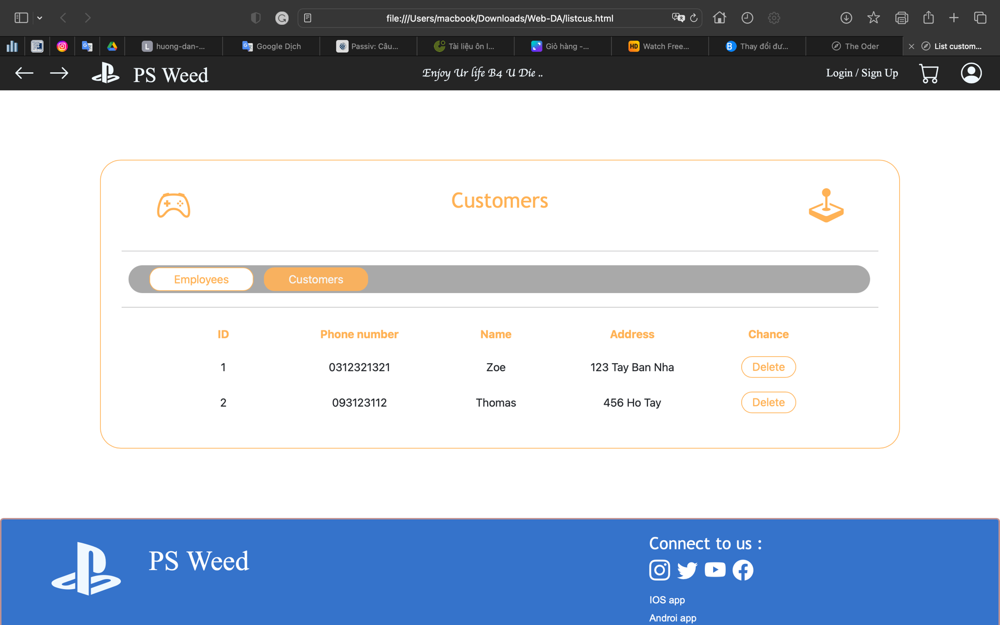 file:///Users/macbook/Downloads/Web-DA/listcus.html
L huong-dan-...
Google Dịch
Passiv: Câu...
Tài liệu ôn l...
Giỏ hàng -...
HD Watch Free...
B Thay đổi đư...
The Oder
List custom...
PS Weed
Enjoy Ur life B4 U Die ..
Login / Sign Up
Customers
Employees Customers
ID Phone number Name Address Chance
1 0312321321 Zoe 123 Tay Ban Nha Delete
2 093123112 Thomas 456 Ho Tay Delete
PS Weed
Connect to us :
IOS app
Androi app